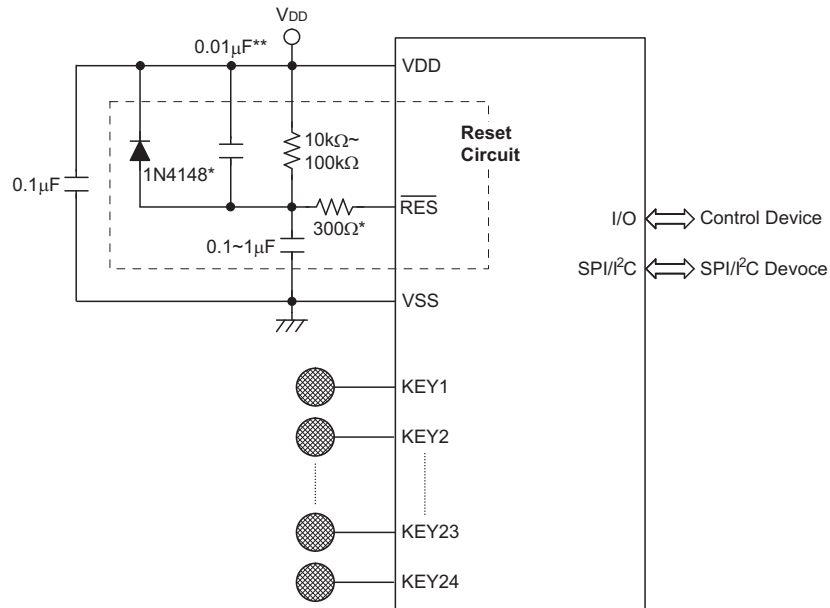 VDD
0.01µF**
VDD
Reset
Circuit
10kΩ~
100kΩ
1N4148*
0.1µF
RES
300Ω*
0.1~1µF
VSS
I/O
Control Device
SPI/I²C
SPI/I²C Devoce
KEY1
KEY2
KEY23
KEY24